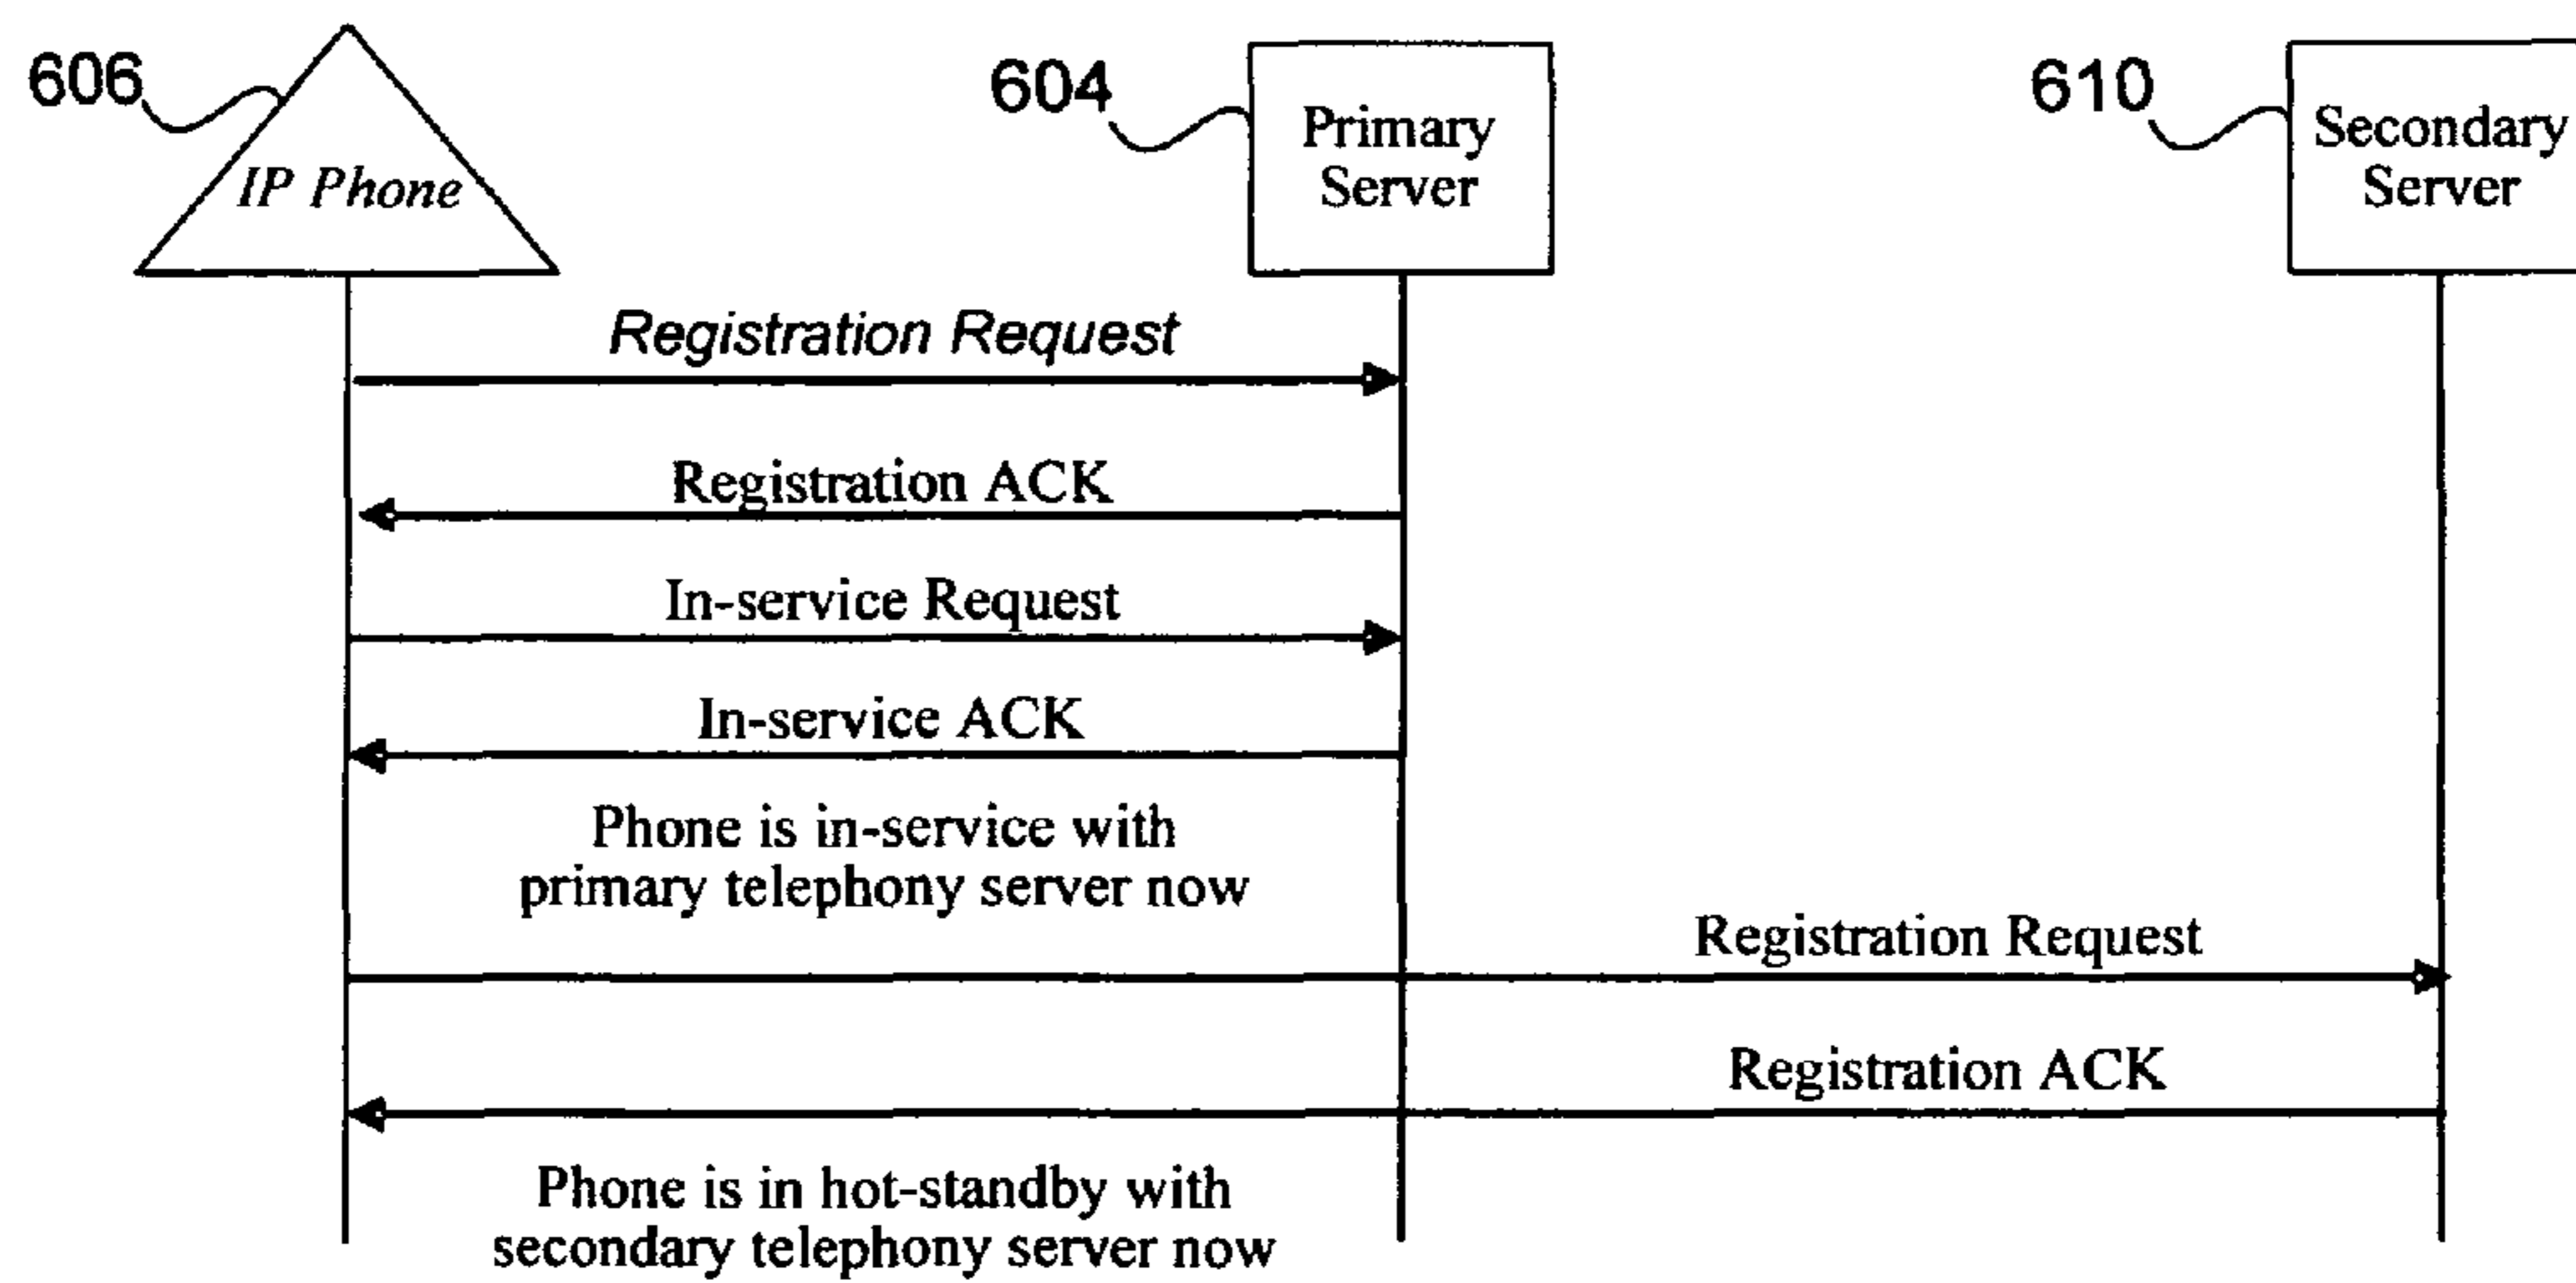 606
IP Phone
604
Primary
Server
610
Secondary
Server
Registration Request
Registration ACK
In-service Request
In-service ACK
Phone is in-service with
primary telephony server now
Registration Request
Registration ACK
Phone is in hot-standby with
secondary telephony server now